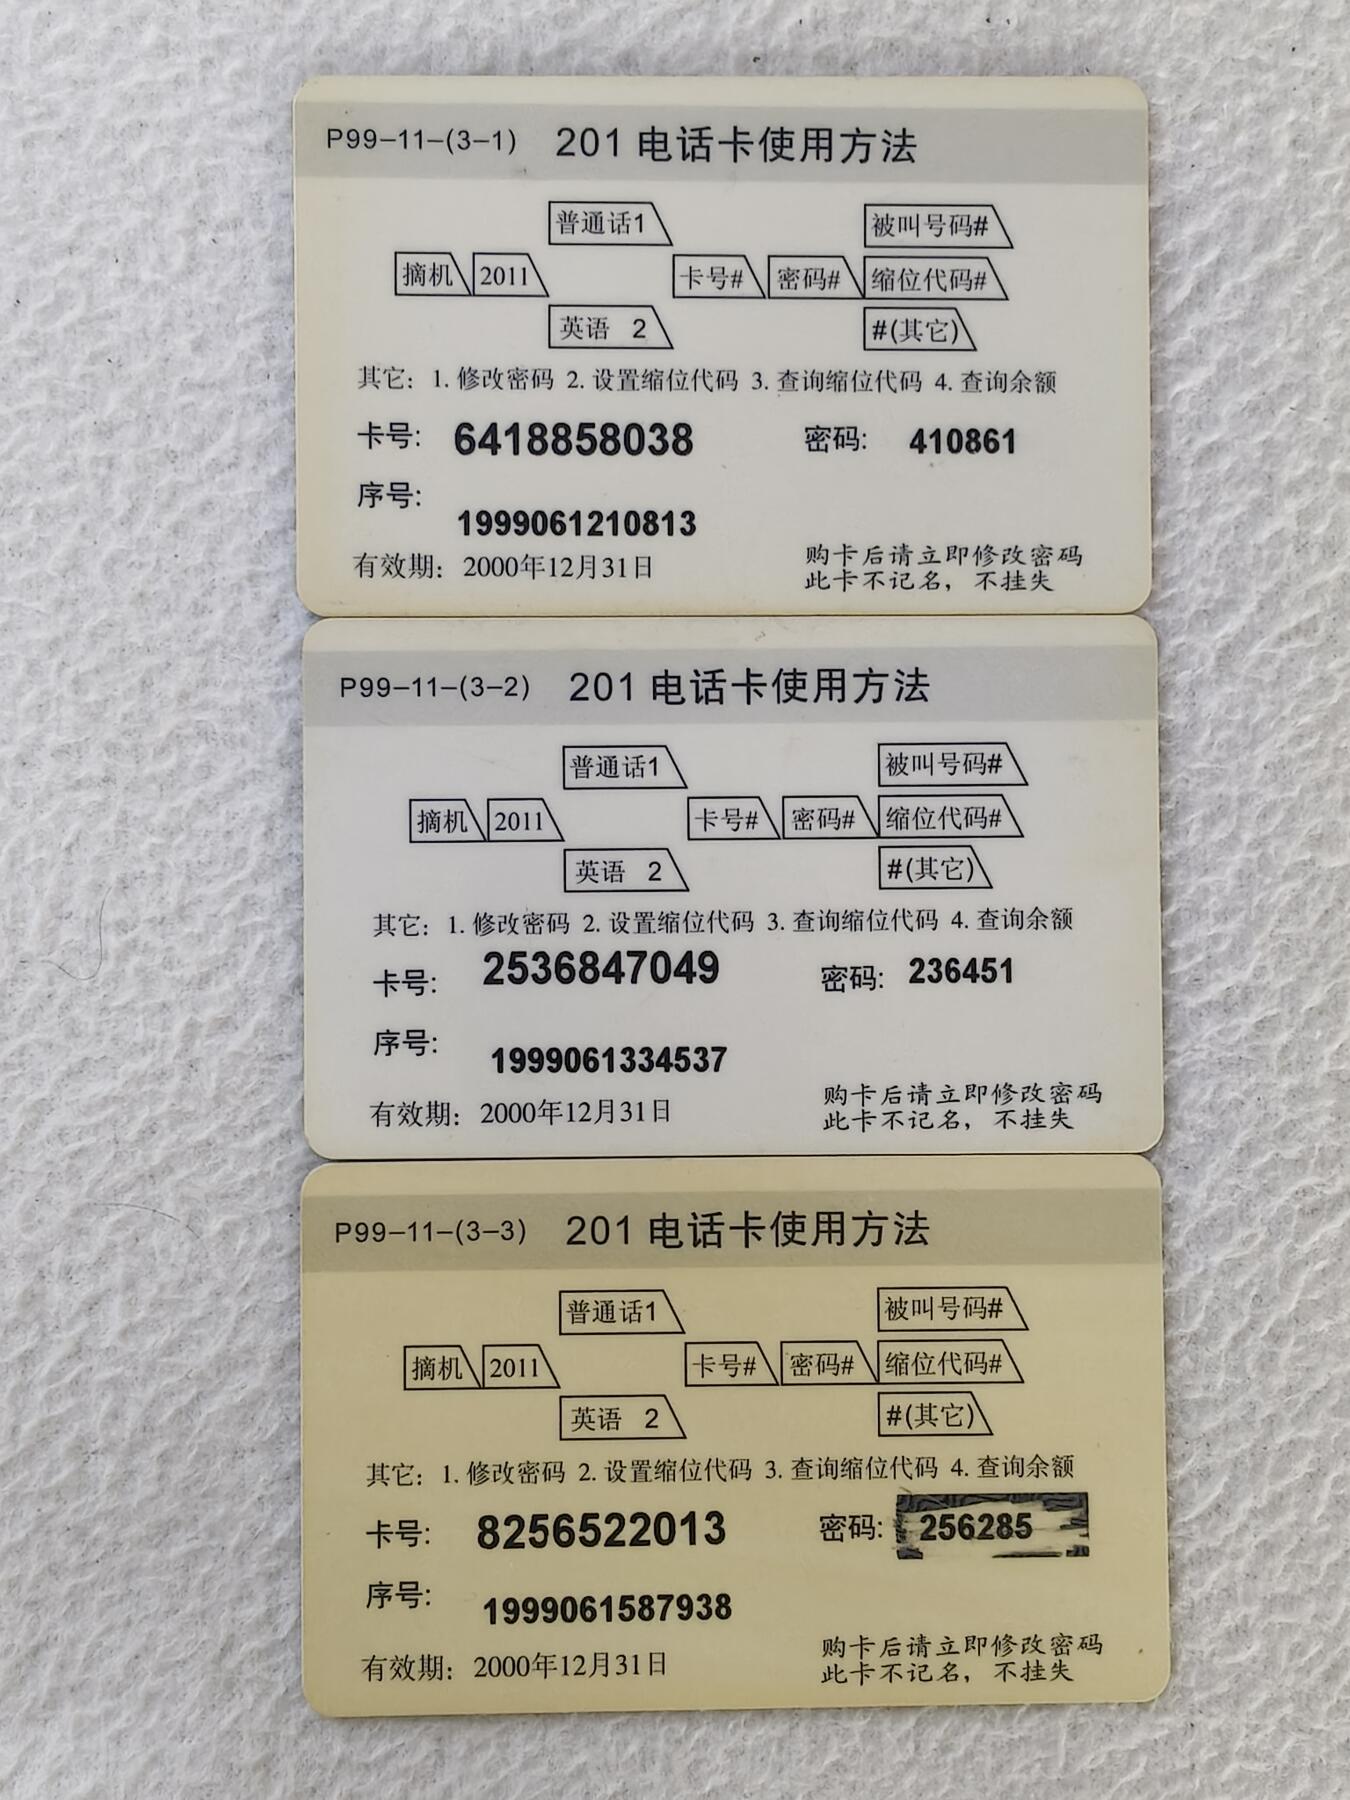 P99-11-(3-1) 201电话卡使用方法
普通话1 被叫号码#
摘机 2011 卡号# 密码# 缩位代码#
英语 2 #(其它)
其它: 1. 修改密码 2. 设置缩位代码 3. 查询缩位代码 4. 查询余额
卡号: 6418858038 密码: 410861
序号: 1999061210813
有效期: 2000年12月31日
购卡后请立即修改密码
此卡不记名, 不挂失
P99-11-(3-2) 201电话卡使用方法
普通话1 被叫号码#
摘机 2011 卡号# 密码# 缩位代码#
英语 2 #(其它)
其它: 1. 修改密码 2. 设置缩位代码 3. 查询缩位代码 4. 查询余额
卡号: 2536847049 密码: 236451
序号: 1999061334537
有效期: 2000年12月31日
购卡后请立即修改密码
此卡不记名, 不挂失
P99-11-(3-3) 201电话卡使用方法
普通话1 被叫号码#
摘机 2011 卡号# 密码# 缩位代码#
英语 2 #(其它)
其它: 1. 修改密码 2. 设置缩位代码 3. 查询缩位代码 4. 查询余额
卡号: 8256522013 密码: 256285
序号: 1999061587938
有效期: 2000年12月31日
购卡后请立即修改密码
此卡不记名, 不挂失